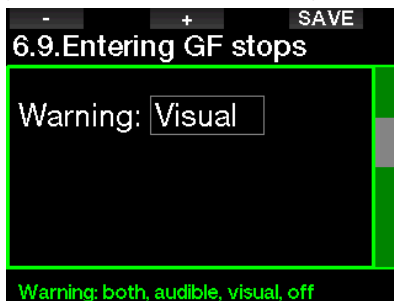 - + SAVE
6.9.Entering GF stops
Warning: Visual
Warning: both, audible, visual, off